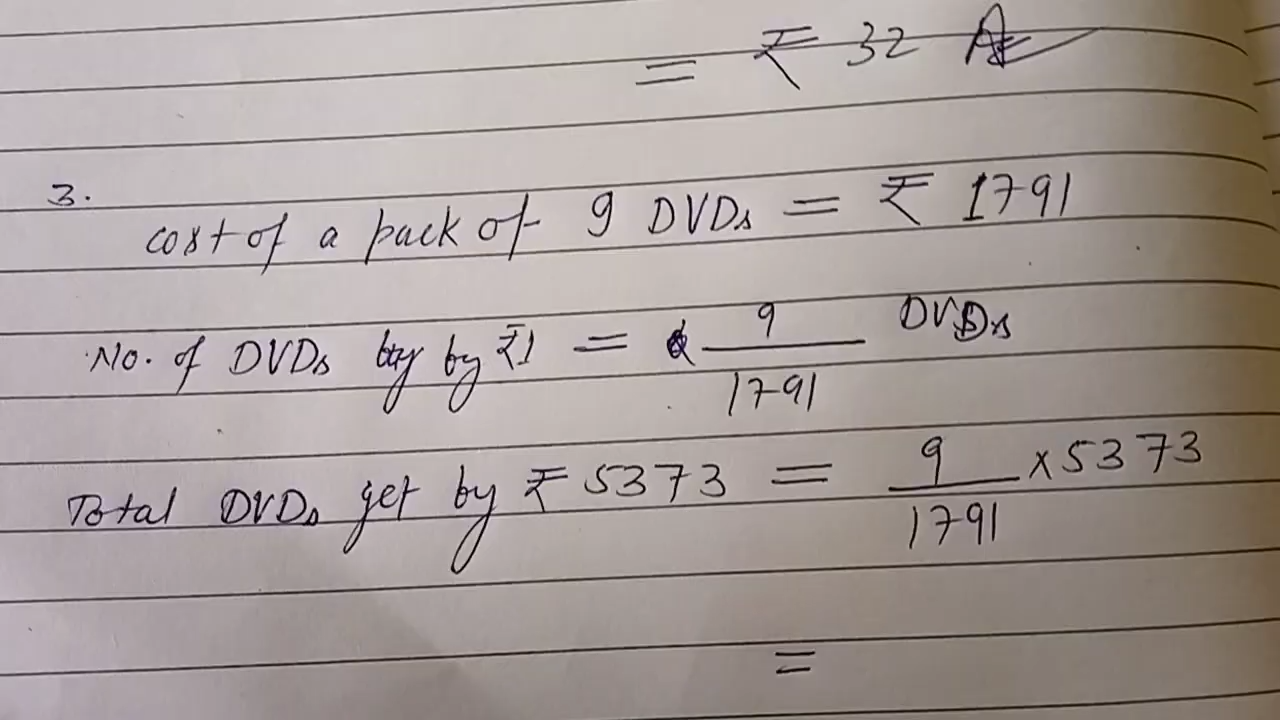 = ₹ 32
3.
cost of a pack of 9 DVDs = ₹ 1791
No. of DVDs by ₹1 = 9/1791 DVDs
Total DVDs get by ₹ 5373 = 9/1791 × 5373
=